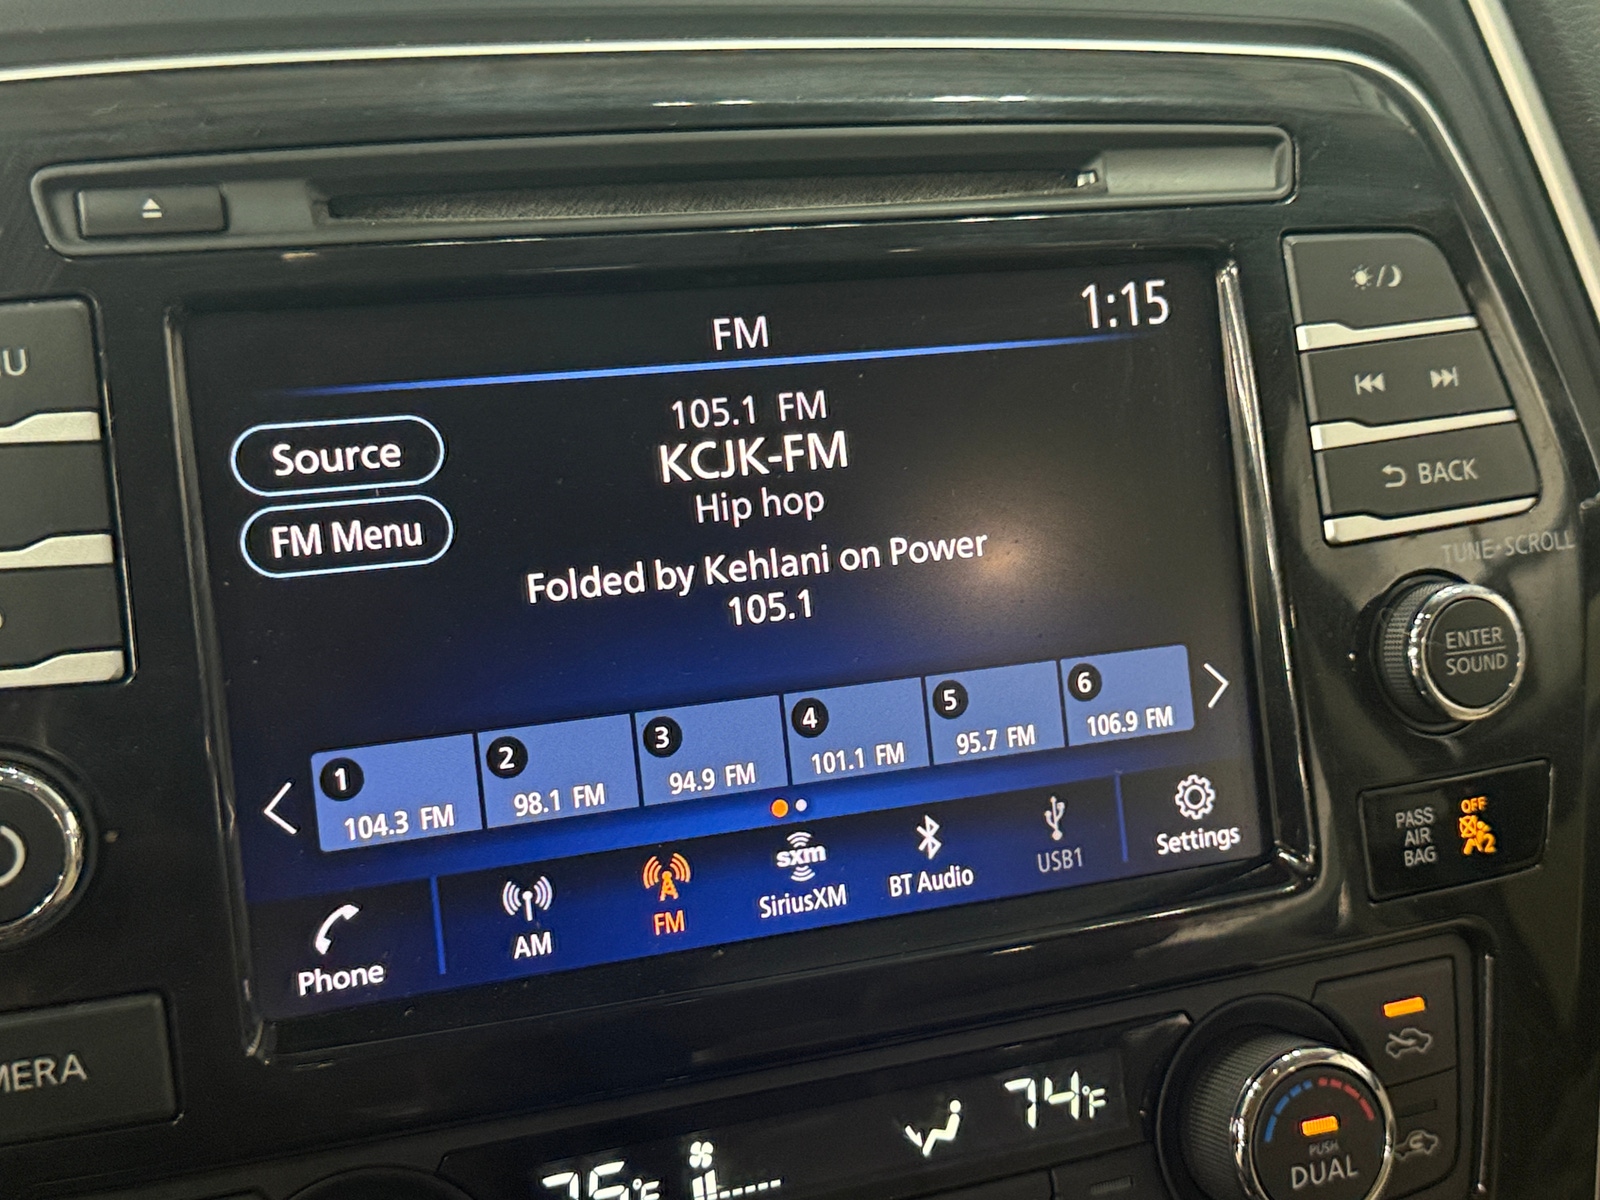 FM
1:15
105.1 FM
KCJK-FM
Hip hop
Source
FM Menu
Folded by Kehlani on Power
105.1
1
104.3 FM
2
98.1 FM
3
94.9 FM
4
101.1 FM
5
95.7 FM
6
106.9 FM
Phone
AM
FM
sxm
SiriusXM
BT Audio
USB1
Settings
BACK
TUNE•SCROLL
ENTER
SOUND
PASS
AIR
BAG
OFF
2
MERA
74°F
75°F
PUSH
DUAL